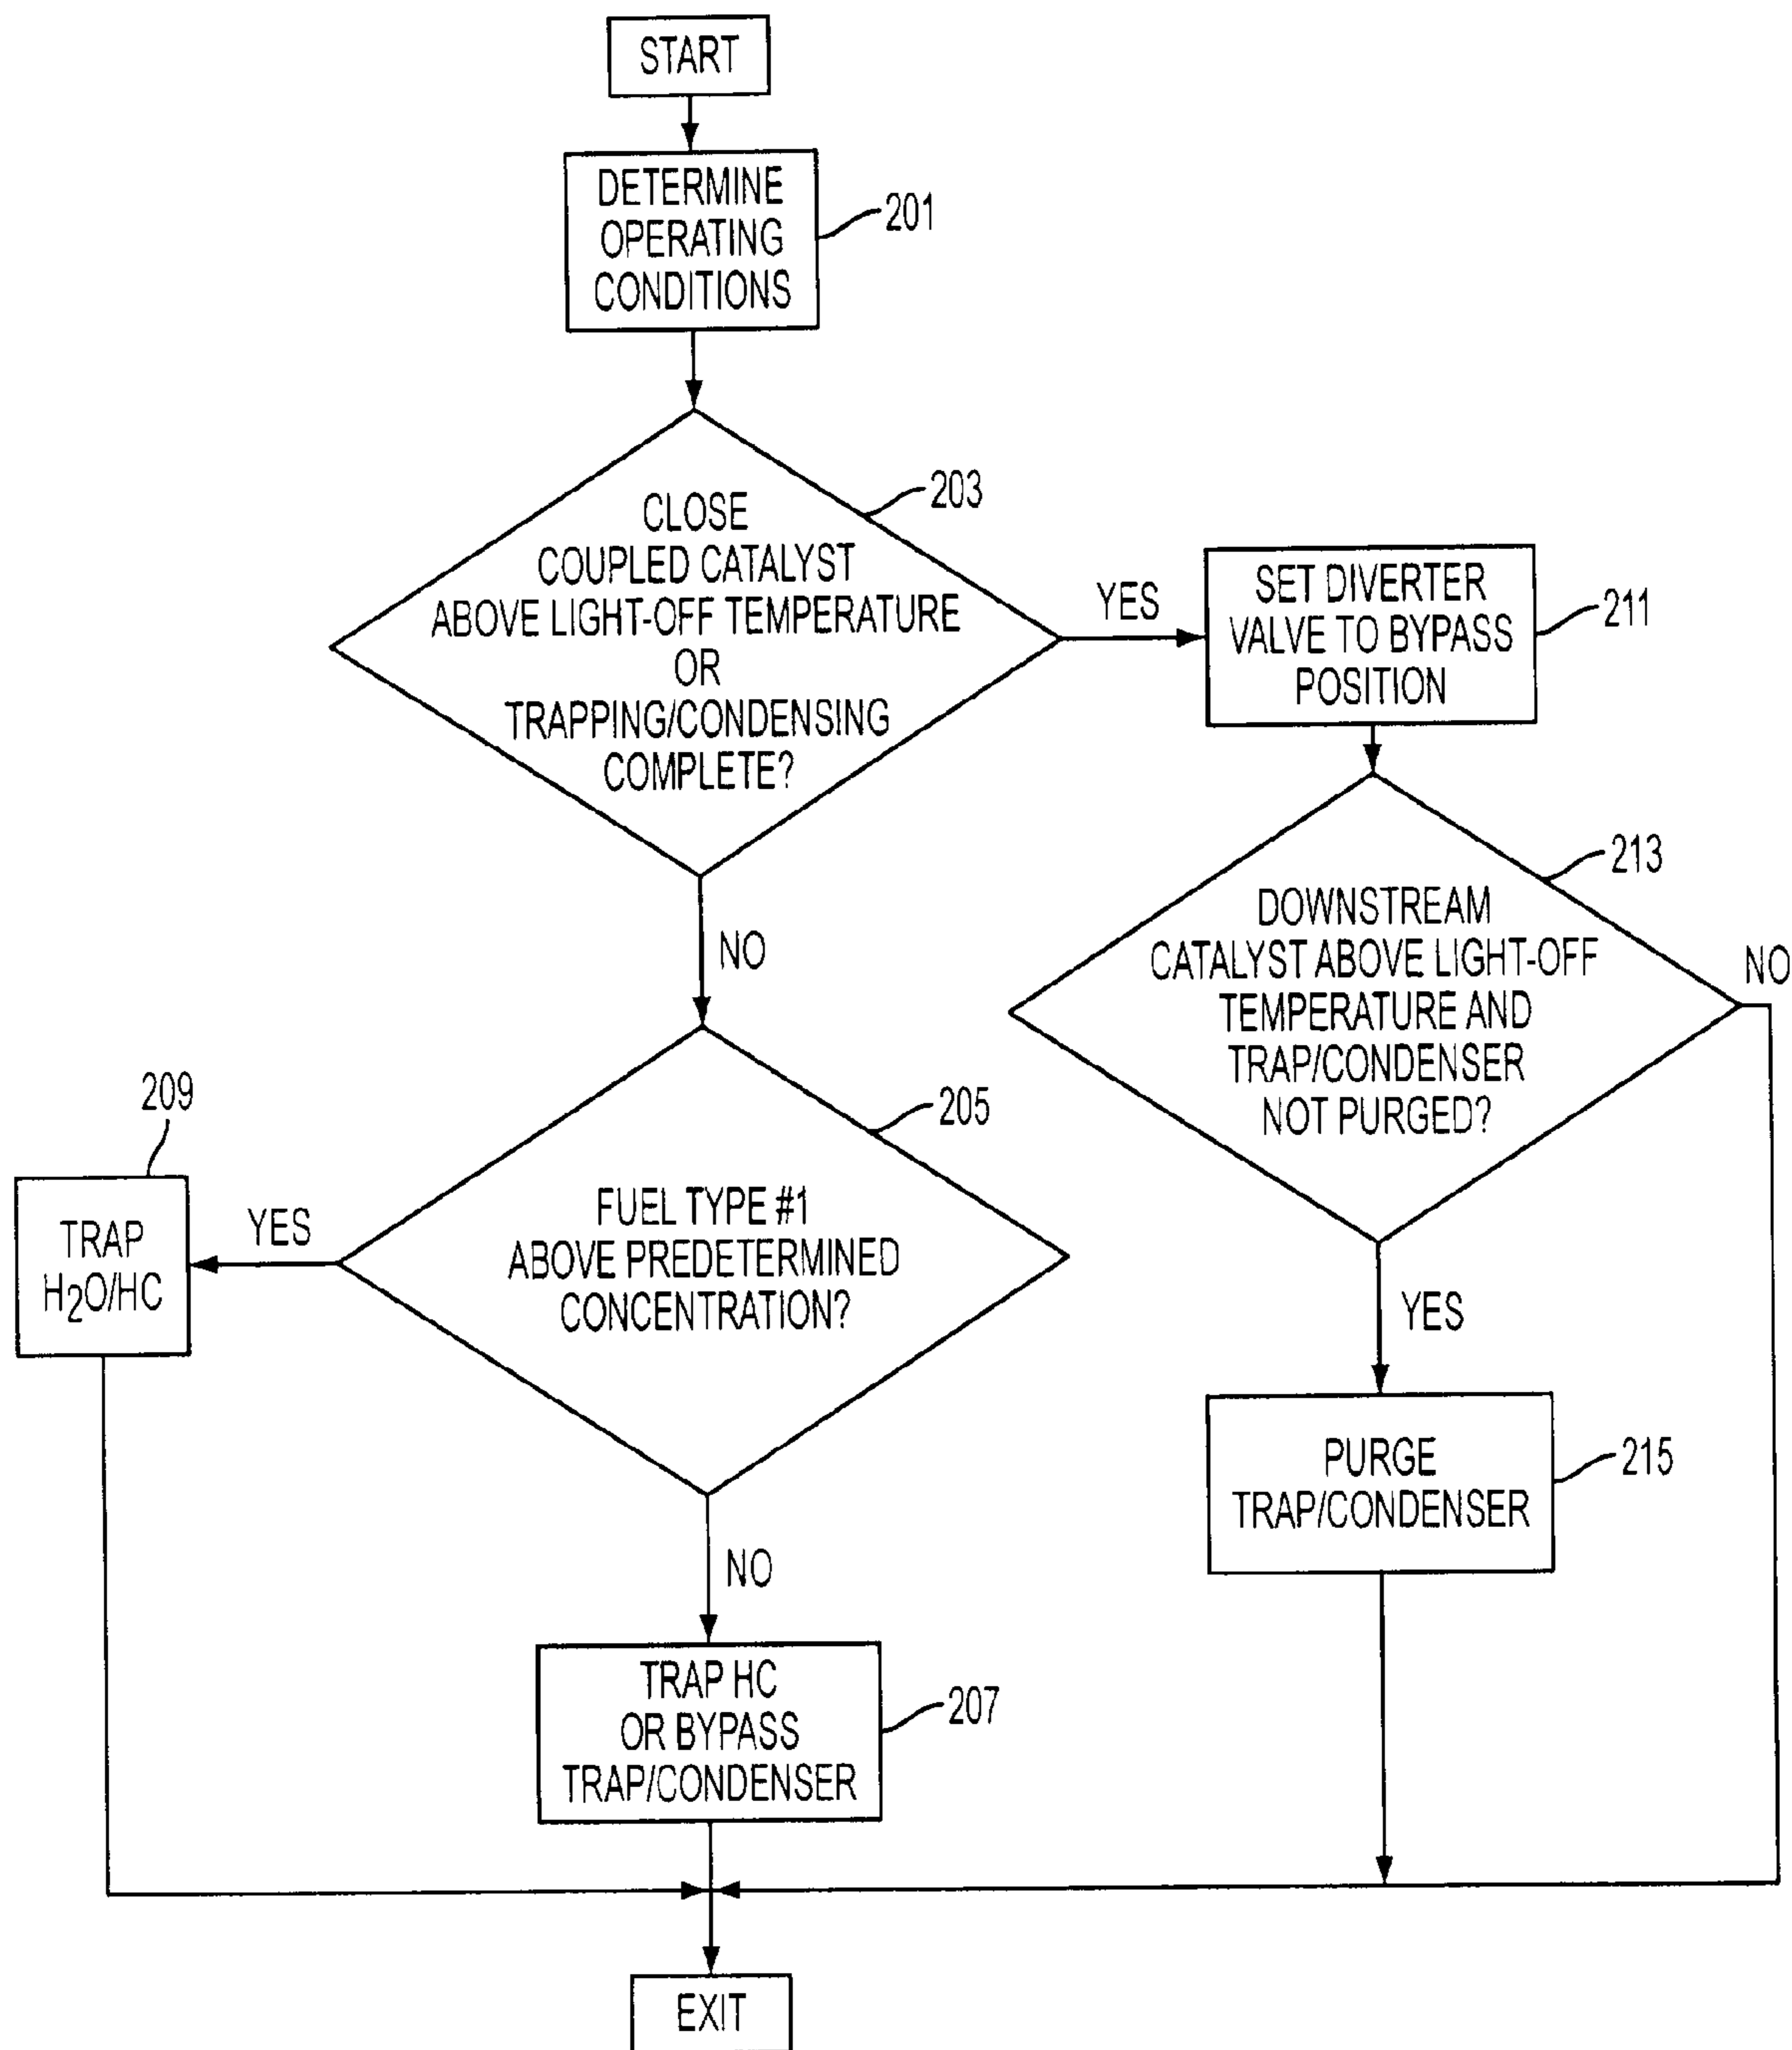 START
DETERMINE
OPERATING
CONDITIONS
201
CLOSE
COUPLED CATALYST
ABOVE LIGHT-OFF TEMPERATURE
OR
TRAPPING/CONDENSING
COMPLETE?
203
YES
SET DIVERTER
VALVE TO BYPASS
POSITION
211
NO
DOWNSTREAM
CATALYST ABOVE LIGHT-OFF
TEMPERATURE AND
TRAP/CONDENSER
NOT PURGED?
213
NO
FUEL TYPE #1
ABOVE PREDETERMINED
CONCENTRATION?
205
YES
TRAP
H2O/HC
209
YES
PURGE
TRAP/CONDENSER
215
NO
TRAP HC
OR BYPASS
TRAP/CONDENSER
207
EXIT